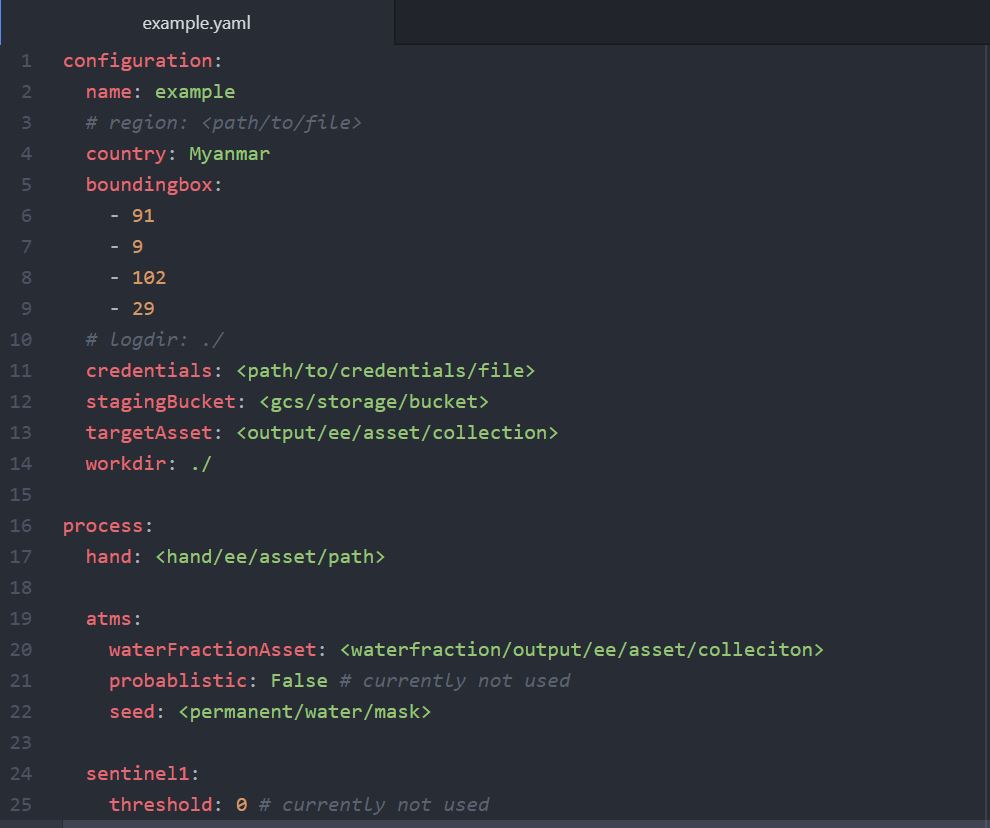 example.yaml
1 configuration:
2   name: example
3   # region: <path/to/file>
4   country: Myanmar
5   boundingbox:
6     - 91
7     - 9
8     - 102
9     - 29
10   # logdir: ./
11   credentials: <path/to/credentials/file>
12   stagingBucket: <gcs/storage/bucket>
13   targetAsset: <output/ee/asset/collection>
14   workdir: ./
15
16 process:
17   hand: <hand/ee/asset/path>
18
19   atms:
20     waterFractionAsset: <waterfraction/output/ee/asset/colleciton>
21     probablistic: False # currently not used
22     seed: <permanent/water/mask>
23
24   sentinel1:
25     threshold: 0 # currently not used